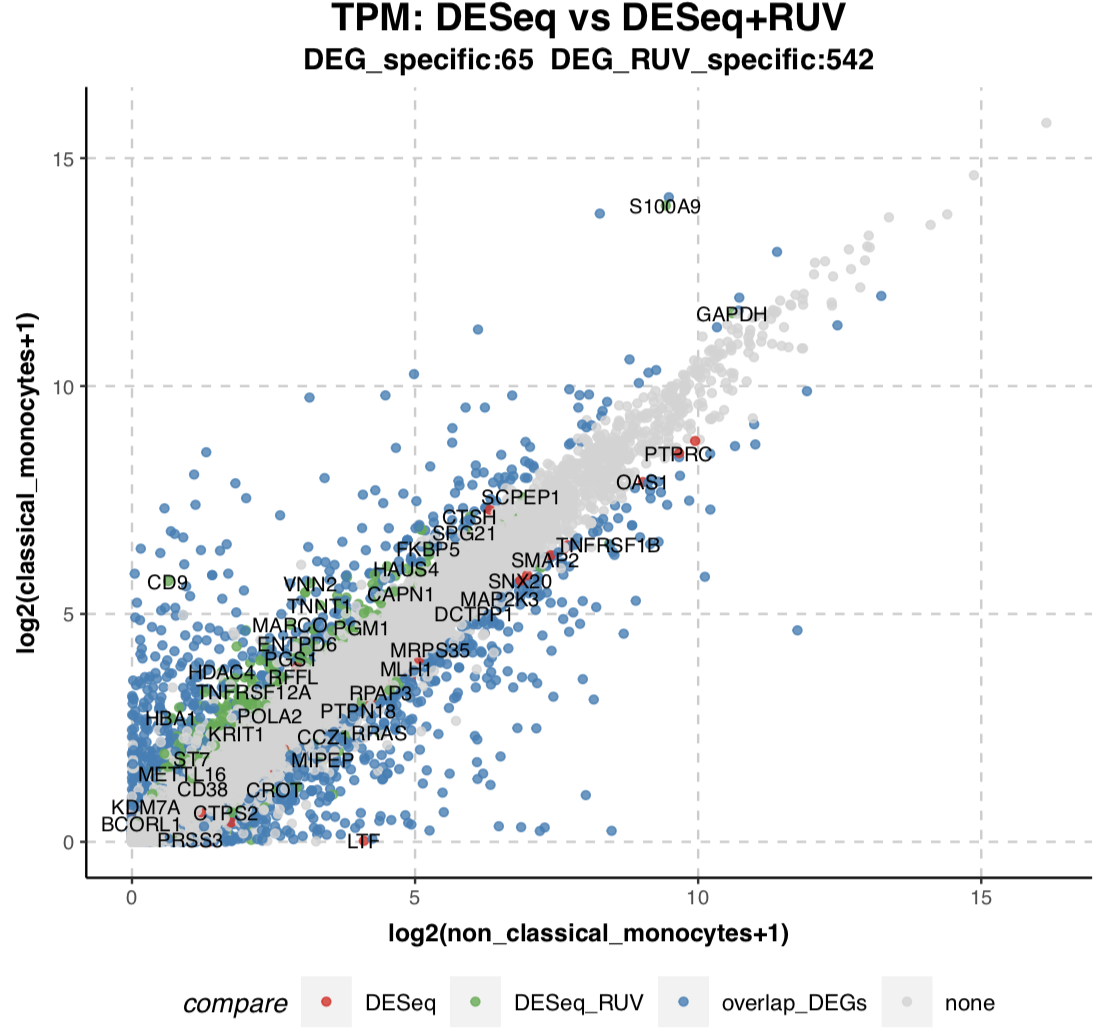 TPM: DESeq vs DESeq+RUV
DEG_specific:65 DEG_RUV_specific:542
log2(classical_monocytes+1)
15
10
5
0
S100A9
GAPDH
PTPRC
OAS1
SCPEP1
CTSH
SPG21
FKBP5
TNFRSF1B
SMAP2
HAUS4
SNX20
CD9
VNN2
CAPN1
MAP2K3
TNNT1
DCTPP1
MARCO
PGM1
ENTPD6
MRPS35
PGS1
MLH1
HDAC4
RFFL
TNFRSF12A
RPAP3
HBA1
POLA2
PTPN18
KRIT1
CCZ1
RRAS
ST7
MIPEP
METTL16
CD38
CROT
KDM7A
CTPS2
BCORL1
PRSS3
LTF
0
5
10
15
log2(non_classical_monocytes+1)
compare
DESeq
DESeq_RUV
overlap_DEGs
none